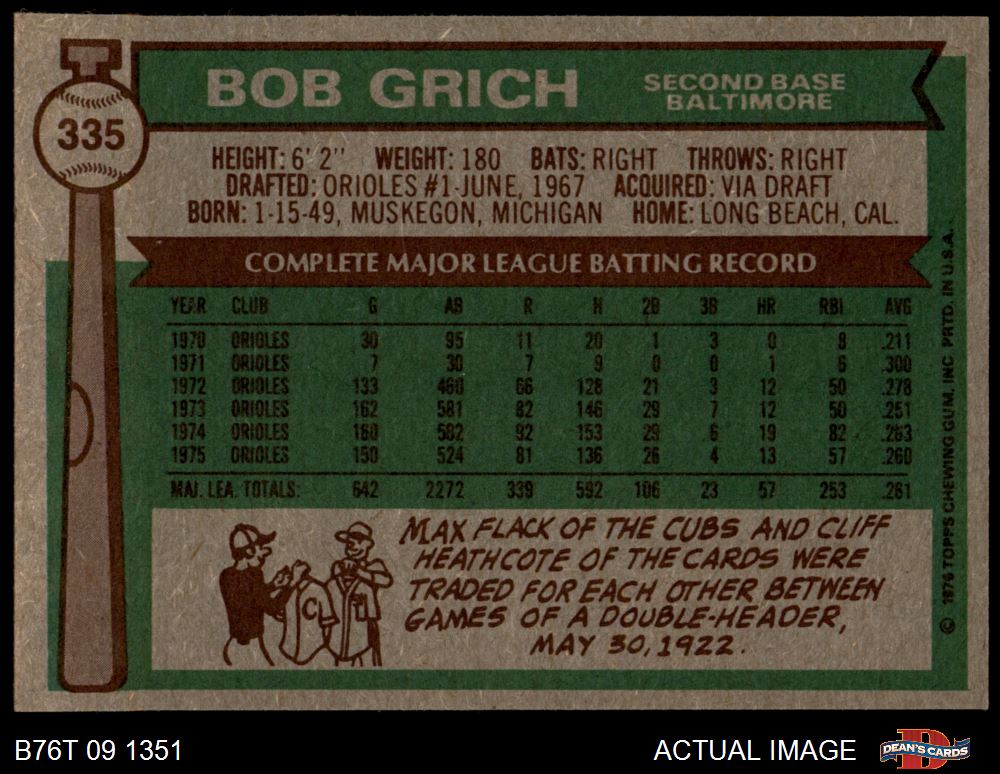 BOB GRICH
SECOND BASE
BALTIMORE
335
HEIGHT: 6' 2" WEIGHT: 180 BATS: RIGHT THROWS: RIGHT
DRAFTED: ORIOLES #1-JUNE, 1967 ACQUIRED: VIA DRAFT
BORN: 1-15-49, MUSKEGON, MICHIGAN HOME: LONG BEACH, CAL.
COMPLETE MAJOR LEAGUE BATTING RECORD
YEAR CLUB G AB R H 2B 3B HR RBI AVG
1970 ORIOLES 30 95 11 20 1 3 0 8 .211
1971 ORIOLES 7 30 7 9 0 0 1 6 .300
1972 ORIOLES 133 460 66 128 21 3 12 50 .278
1973 ORIOLES 162 581 82 146 29 7 12 50 .251
1974 ORIOLES 160 582 92 153 29 6 19 82 .263
1975 ORIOLES 150 524 81 136 26 4 13 57 .260
MAJ. LEA. TOTALS: 642 2272 339 592 106 23 57 253 .261
MAX FLACK OF THE CUBS AND CLIFF
HEATHCOTE OF THE CARDS WERE
TRADED FOR EACH OTHER BETWEEN
GAMES OF A DOUBLE-HEADER,
MAY 30, 1922.
C
© 1976 TOPPS CHEWING GUM, INC. PRTD. IN U.S.A.
B76T 09 1351
ACTUAL IMAGE
DEAN'S CARDS